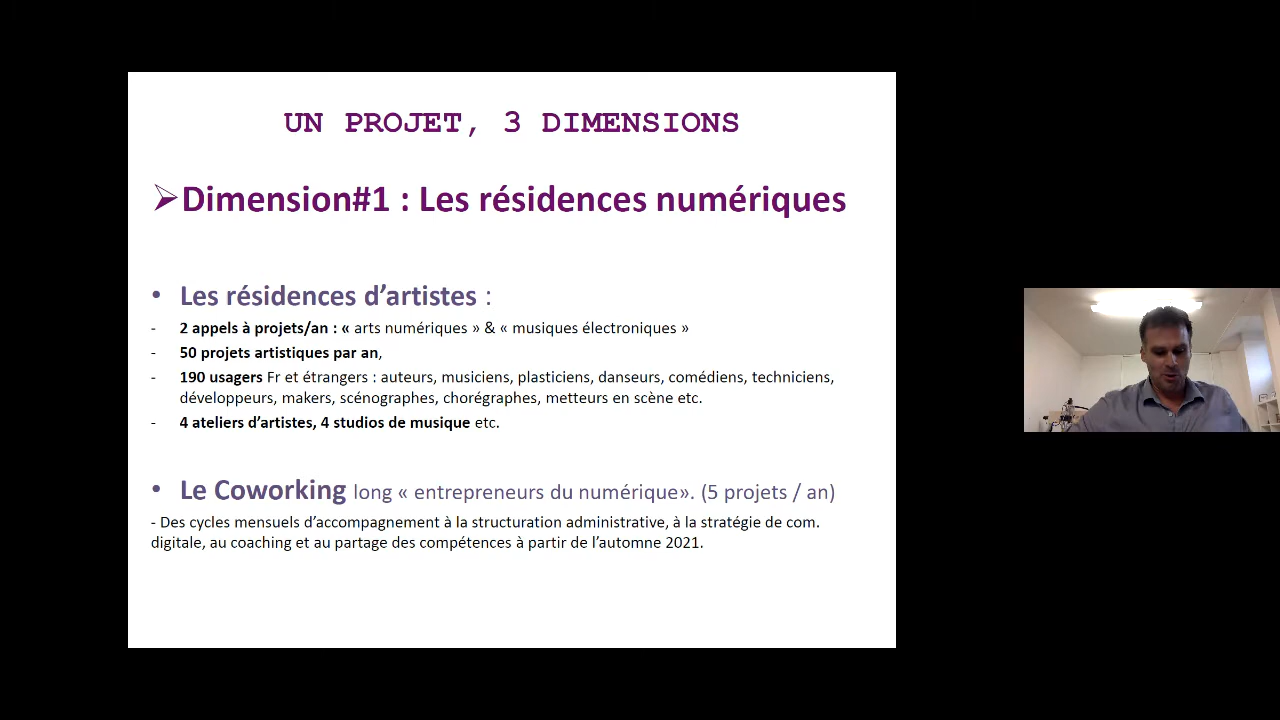 UN PROJET, 3 DIMENSIONS
➢Dimension#1 : Les résidences numériques
• Les résidences d’artistes :
- 2 appels à projets/an : « arts numériques » & « musiques électroniques »
- 50 projets artistiques par an,
- 190 usagers Fr et étrangers : auteurs, musiciens, plasticiens, danseurs, comédiens, techniciens,
développeurs, makers, scénographes, chorégraphes, metteurs en scène etc.
- 4 ateliers d’artistes, 4 studios de musique etc.
• Le Coworking long « entrepreneurs du numérique». (5 projets / an)
- Des cycles mensuels d’accompagnement à la structuration administrative, à la stratégie de com.
digitale, au coaching et au partage des compétences à partir de l’automne 2021.